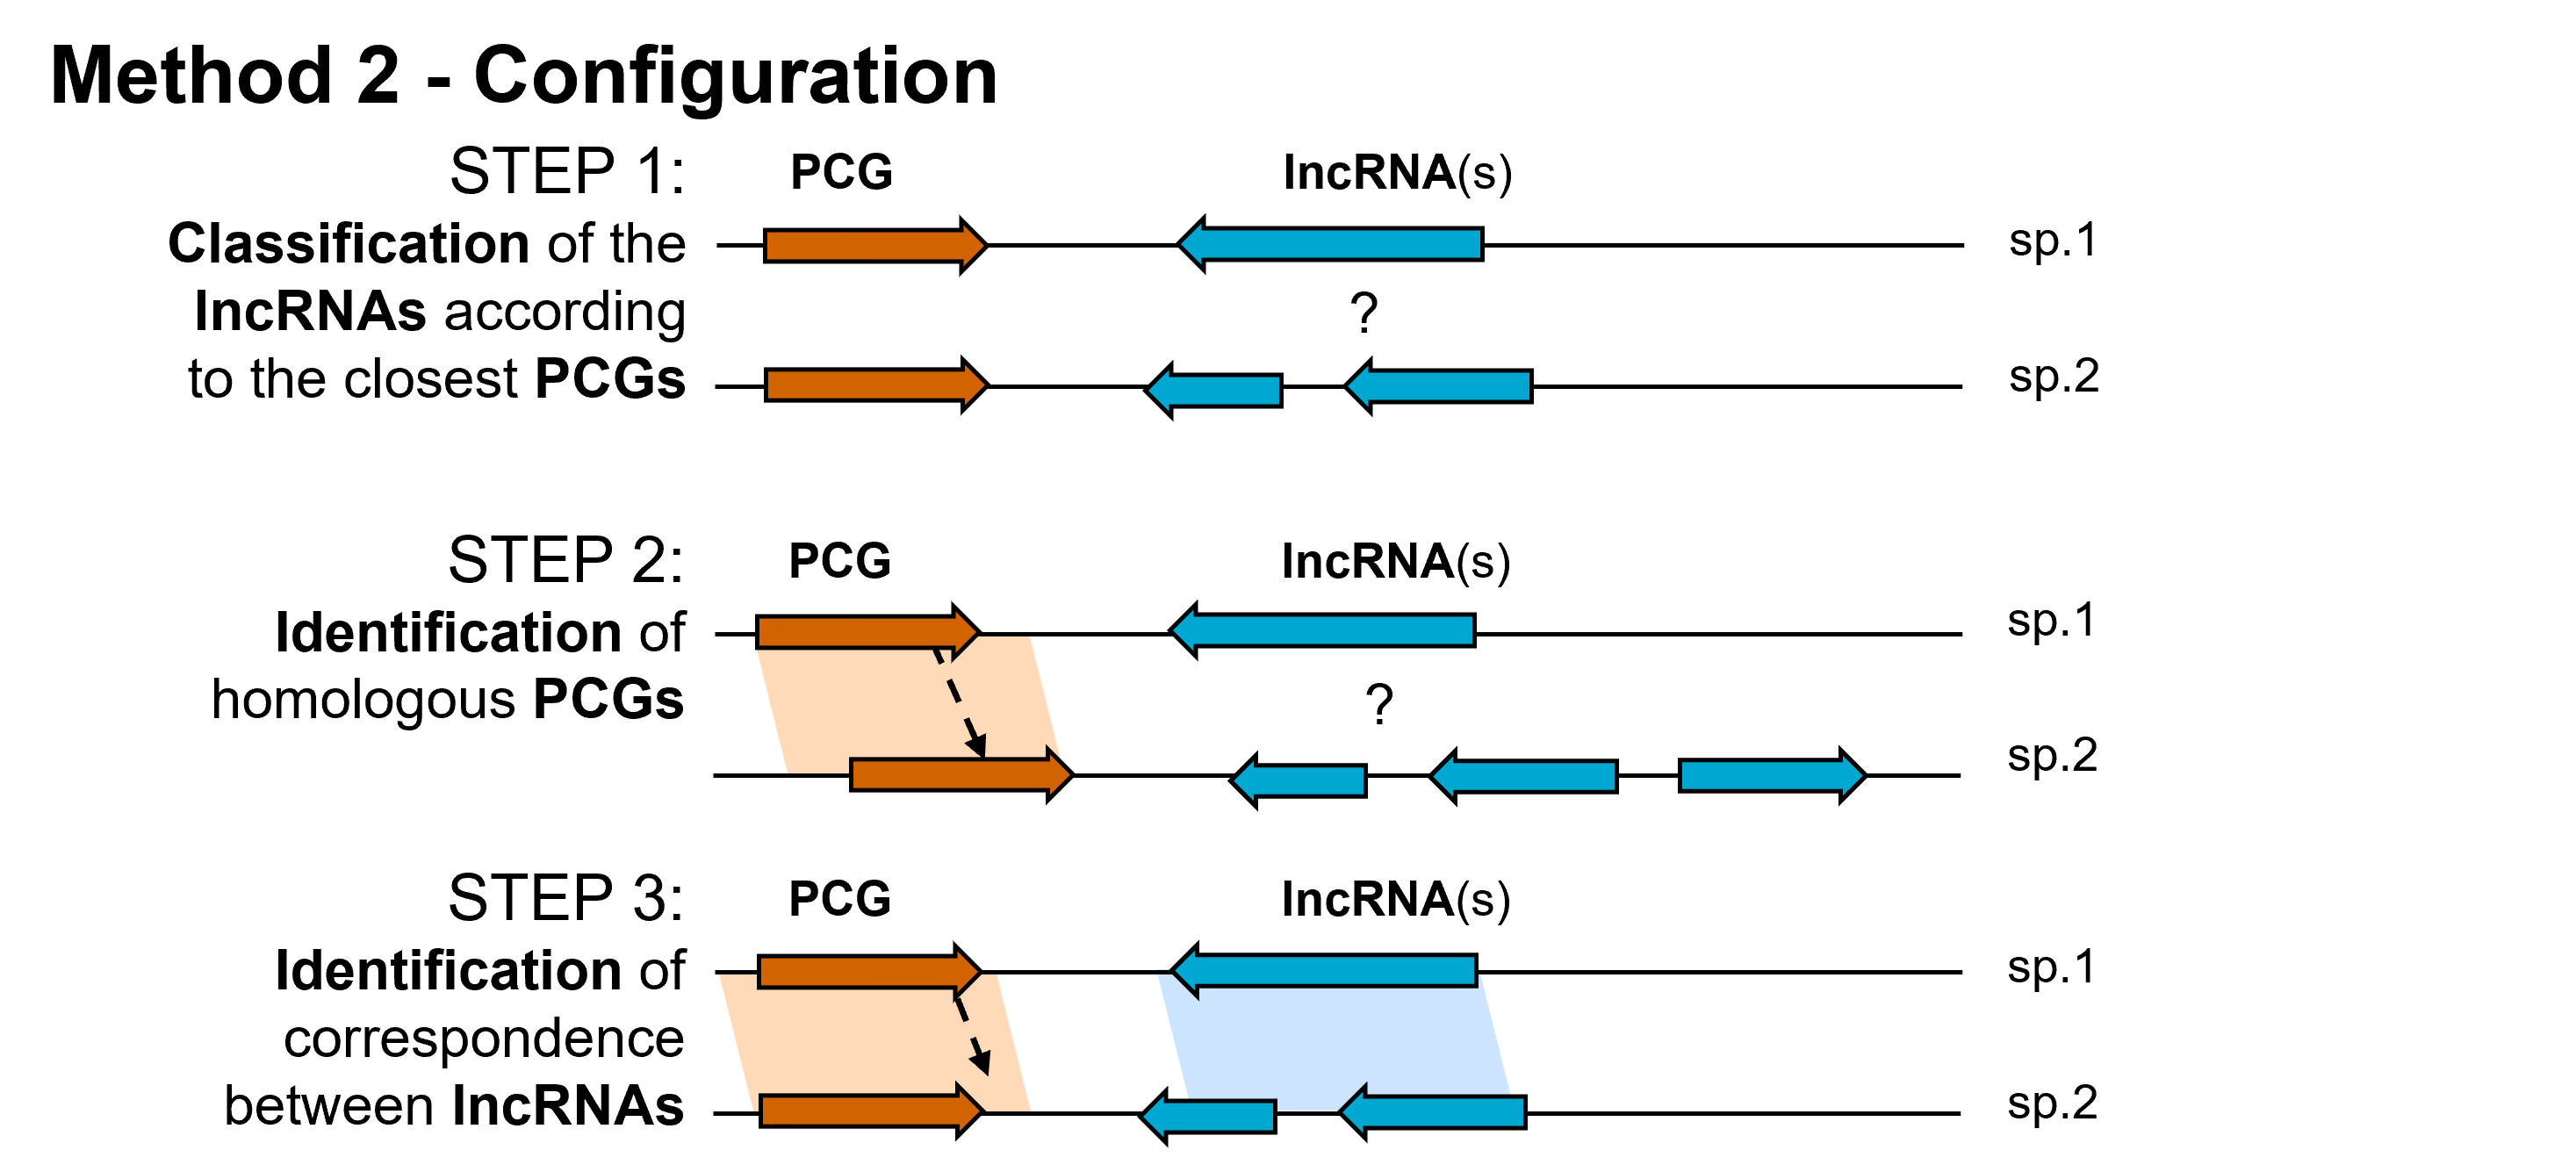 Method 2 - Configuration
STEP 1:
Classification of the
lncRNAs according
to the closest PCGs
PCG
lncRNA(s)
sp.1
?
sp.2
STEP 2:
Identification of
homologous PCGs
PCG
lncRNA(s)
sp.1
?
sp.2
STEP 3:
Identification of
correspondence
between lncRNAs
PCG
lncRNA(s)
sp.1
sp.2